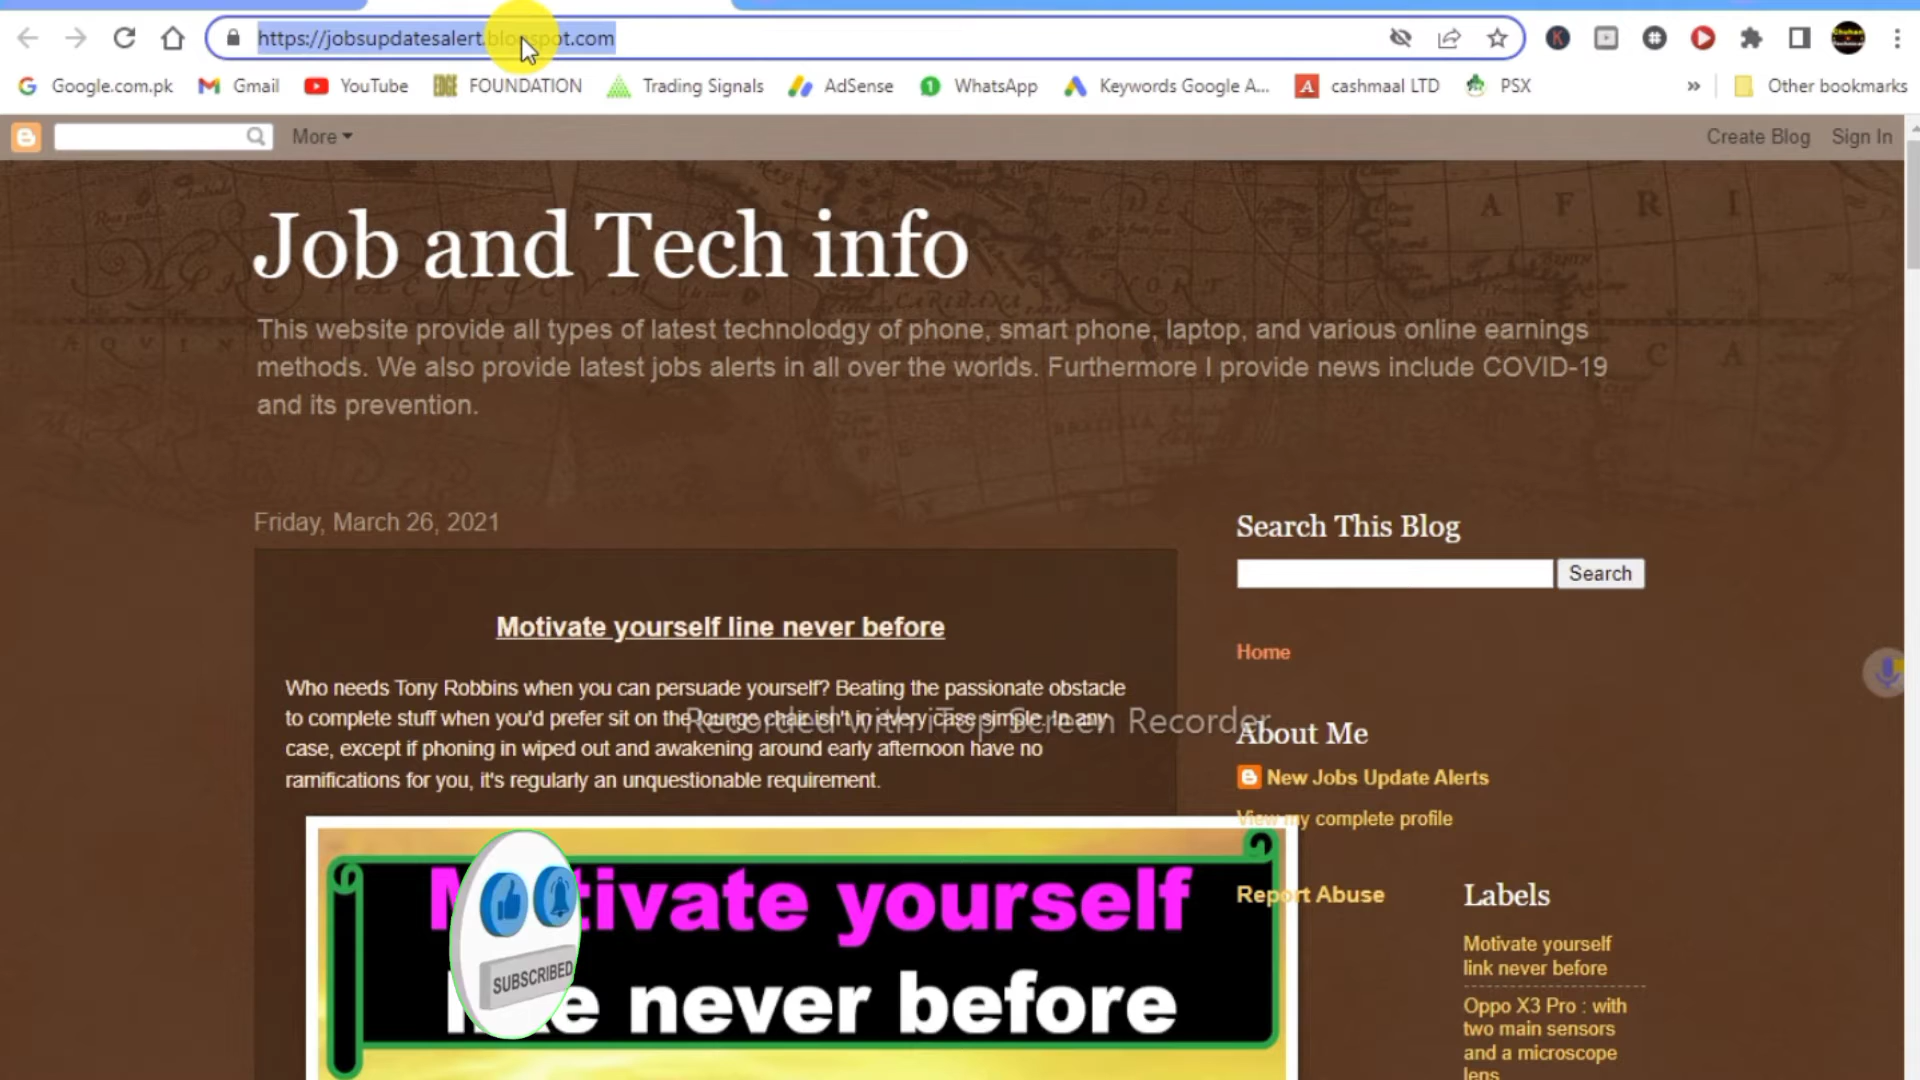 https://jobsupdatesalert.blogspot.com
Google.com.pk
Gmail
YouTube
EDGE FOUNDATION
Trading Signals
AdSense
1 WhatsApp
Keywords Google A...
A cashmaal LTD
PSX
»
Other bookmarks
More
Create Blog
Sign In
Job and Tech info
This website provide all types of latest technolodgy of phone, smart phone, laptop, and various online earnings
methods. We also provide latest jobs alerts in all over the worlds. Furthermore I provide news include COVID-19
and its prevention.
Friday, March 26, 2021
Motivate yourself line never before
Who needs Tony Robbins when you can persuade yourself? Beating the passionate obstacle
to complete stuff when you'd prefer sit on the lounge chair isn't in every case simple. In any
case, except if phoning in wiped out and awakening around early afternoon have no
ramifications for you, it's regularly an unquestionable requirement.
Recorded with iTop Screen Recorder
Motivate yourself
like never before
SUBSCRIBED
Search This Blog
Search
Home
About Me
New Jobs Update Alerts
View my complete profile
Report Abuse
Labels
Motivate yourself
link never before
Oppo X3 Pro : with
two main sensors
and a microscope
lens